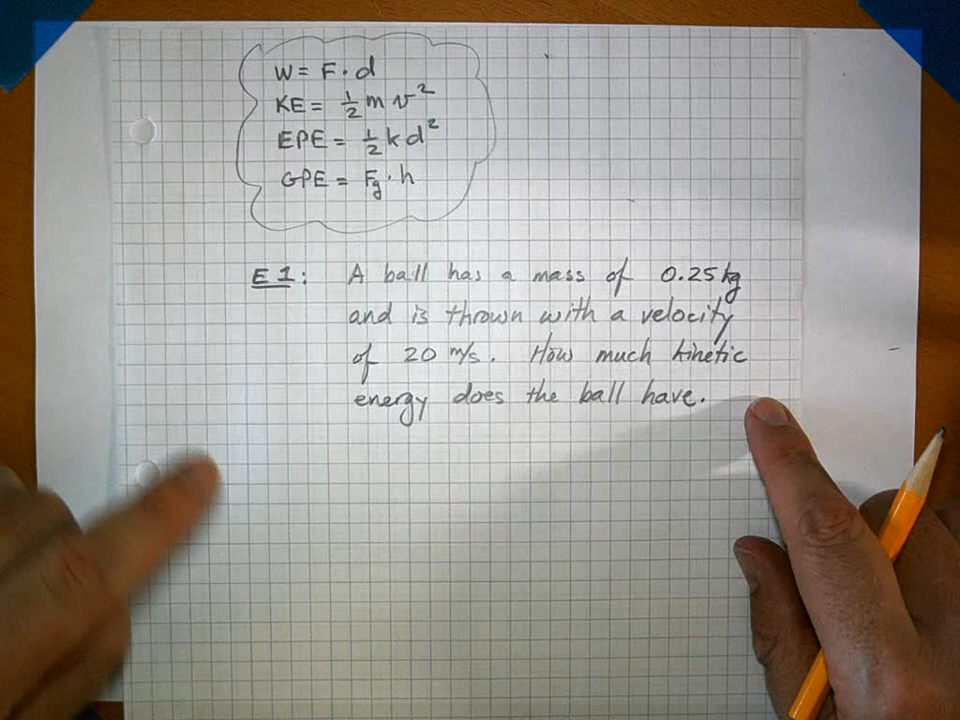 W = F · d
KE = 1/2 m v²
EPE = 1/2 k d²
GPE = Fg · h
E1: A ball has a mass of 0.25 kg
and is thrown with a velocity
of 20 m/s. How much kinetic
energy does the ball have.